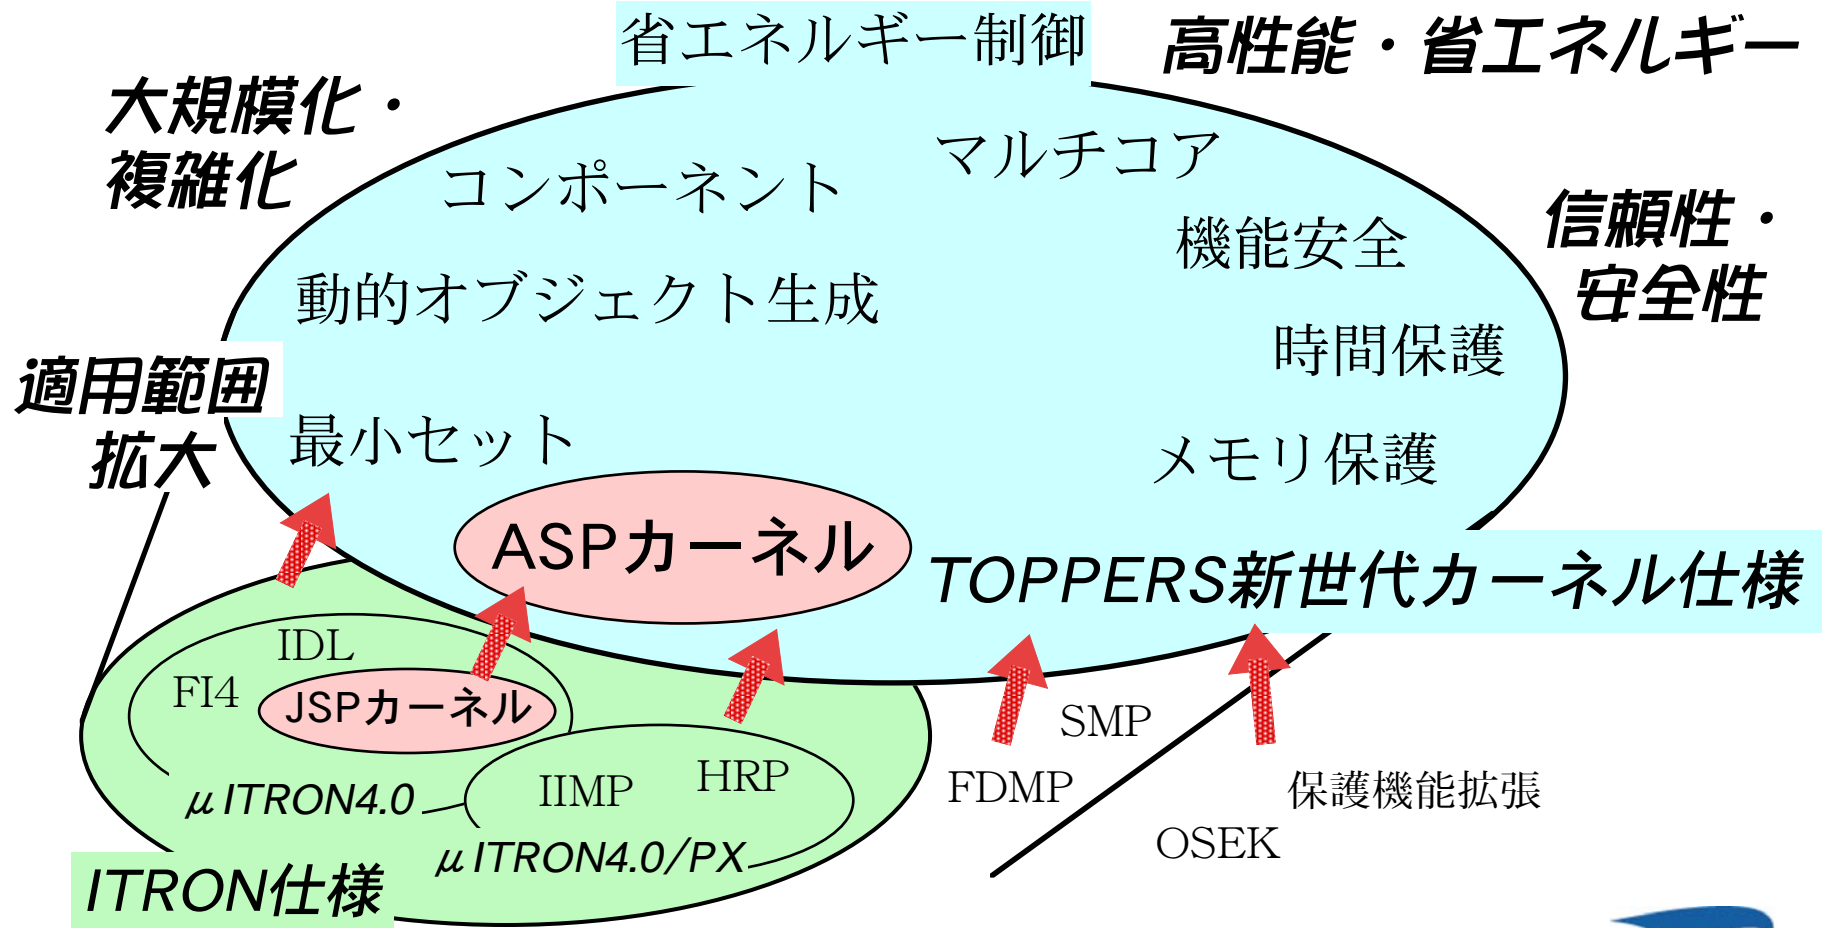 省エネルギー制御
高性能・省エネルギー
大規模化・
複雑化
マルチコア
コンポーネント
信頼性・
安全性
機能安全
動的オブジェクト生成
時間保護
適用範囲
拡大
最小セット
メモリ保護
ASPカーネル
TOPPERS新世代カーネル仕様
IDL
FI4
JSPカーネル
SMP
HRP
IIMP
FDMP
保護機能拡張
μITRON4.0
OSEK
μITRON4.0/PX
ITRON仕様